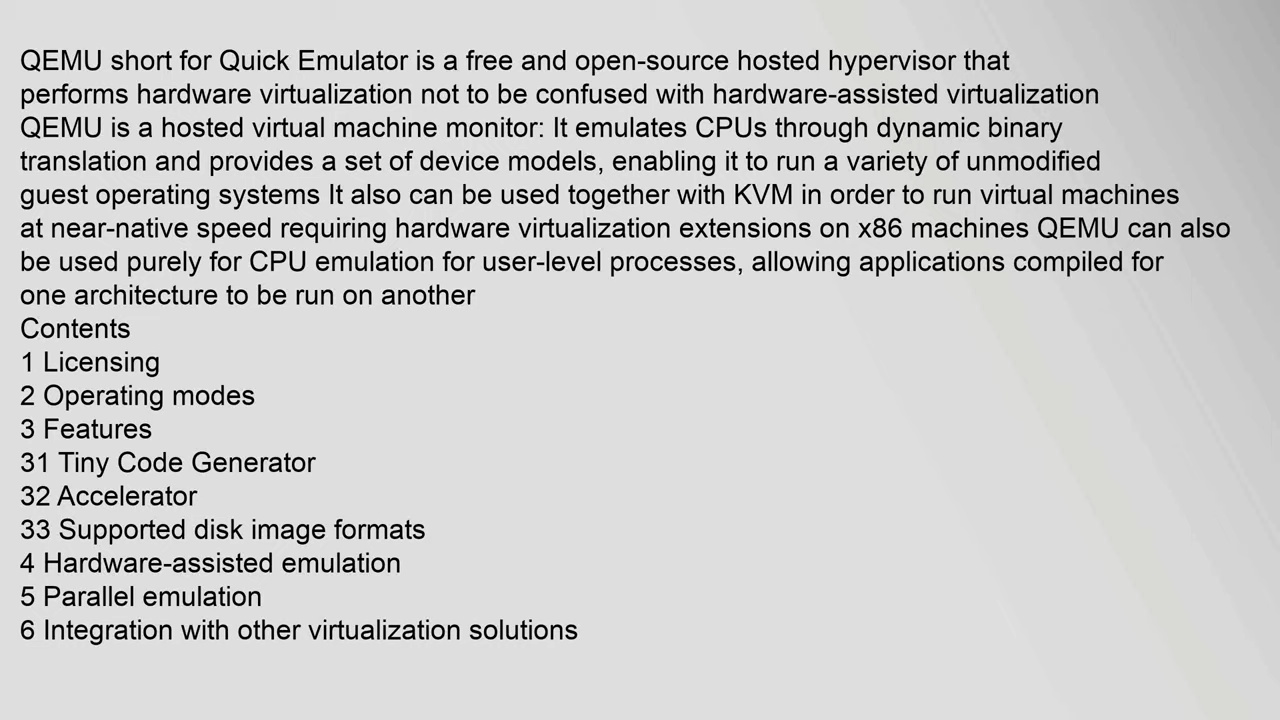 QEMU short for Quick Emulator is a free and open-source hosted hypervisor that
performs hardware virtualization not to be confused with hardware-assisted virtualization
QEMU is a hosted virtual machine monitor: It emulates CPUs through dynamic binary
translation and provides a set of device models, enabling it to run a variety of unmodified
guest operating systems It also can be used together with KVM in order to run virtual machines
at near-native speed requiring hardware virtualization extensions on x86 machines QEMU can also
be used purely for CPU emulation for user-level processes, allowing applications compiled for
one architecture to be run on another
Contents
1 Licensing
2 Operating modes
3 Features
31 Tiny Code Generator
32 Accelerator
33 Supported disk image formats
4 Hardware-assisted emulation
5 Parallel emulation
6 Integration with other virtualization solutions